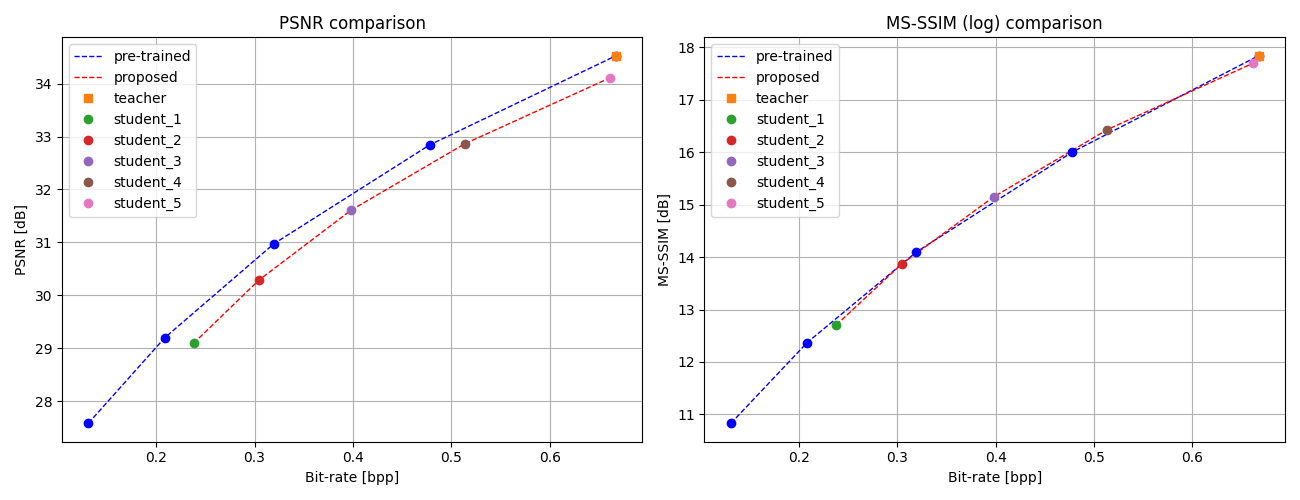 PSNR comparison
pre-trained
proposed
teacher
student_1
student_2
student_3
student_4
student_5
34
33
32
31
30
29
28
PSNR [dB]
0.2
0.3
0.4
0.5
0.6
Bit-rate [bpp]
MS-SSIM (log) comparison
pre-trained
proposed
teacher
student_1
student_2
student_3
student_4
student_5
18
17
16
15
14
13
12
11
MS-SSIM [dB]
0.2
0.3
0.4
0.5
0.6
Bit-rate [bpp]